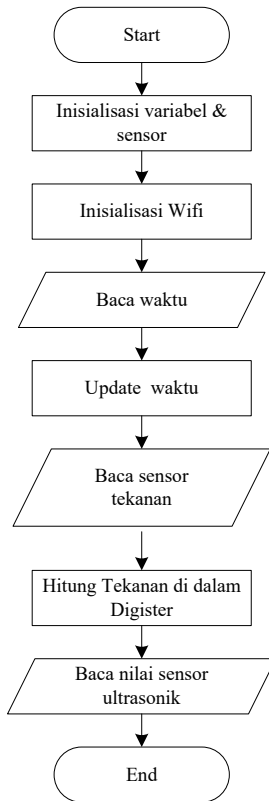 Start
Inisialisasi variabel &
sensor
Inisialisasi Wifi
Baca waktu
Update waktu
Baca sensor
tekanan
Hitung Tekanan di dalam
Digister
Baca nilai sensor
ultrasonik
End